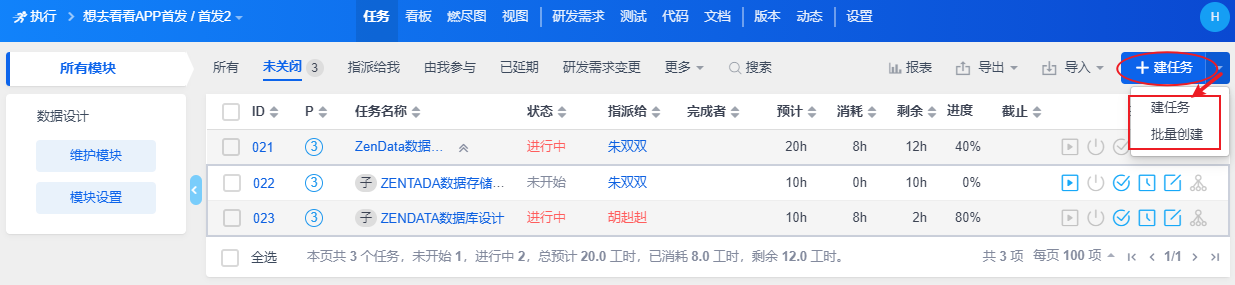 执行 想去看看APP首发 / 首发2 任务 看板 燃尽图 视图 研发需求 测试 代码 文档 版本 动态 设置 H
所有模块 所有 未关闭 3 指派给我 由我参与 已延期 研发需求变更 更多 搜索 报表 导出 导入 建任务
建任务
批量创建
数据设计
维护模块
模块设置
ID P 任务名称 状态 指派给 完成者 预计 消耗 剩余 进度 截止
021 3 ZenData数据... 进行中 朱双双 20h 8h 12h 40%
022 3 子 ZENTADA数据存储... 未开始 朱双双 10h 0h 10h 0%
023 3 子 ZENDATA数据库设计 进行中 胡赳赳 10h 8h 2h 80%
全选 本页共 3 个任务，未开始 1，进行中 2，总预计 20.0 工时，已消耗 8.0 工时，剩余 12.0 工时。 共 3 项 每页 100 项 1/1